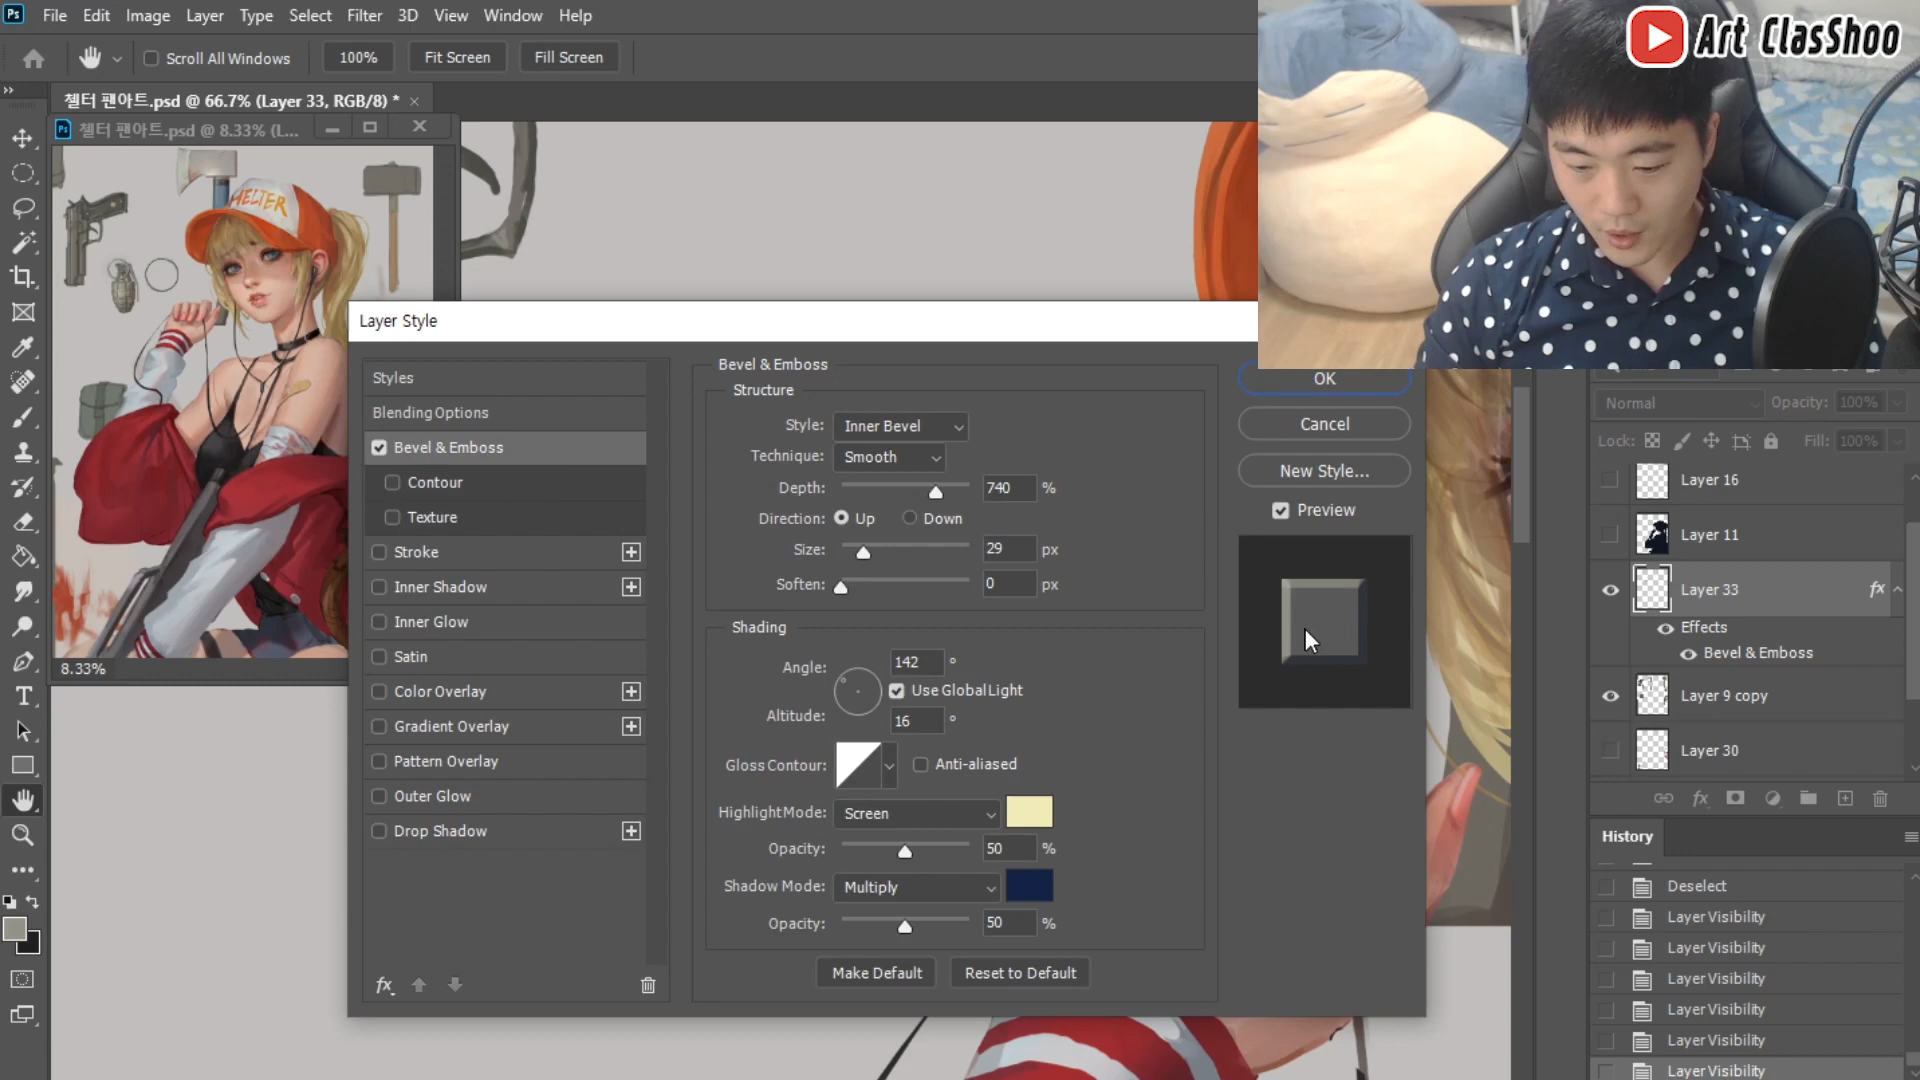 Ps File Edit Image Layer Type Select Filter 3D View Window Help
Scroll All Windows 100% Fit Screen Fill Screen
Art ClasShoo
첼터 팬아트.psd @ 66.7% (Layer 33, RGB/8) * ×
Ps 첼터 팬아트.psd @ 8.33% (L...
HELTER
8.33%
Layer Style
Styles
Blending Options
Bevel & Emboss
Contour
Texture
Stroke
Inner Shadow
Inner Glow
Satin
Color Overlay
Gradient Overlay
Pattern Overlay
Outer Glow
Drop Shadow
fx
Bevel & Emboss
Structure
Style: Inner Bevel
Technique: Smooth
Depth: 740 %
Direction: Up Down
Size: 29 px
Soften: 0 px
Shading
Angle: 142 °
Use Global Light
Altitude: 16 °
Gloss Contour: Anti-aliased
Highlight Mode: Screen
Opacity: 50 %
Shadow Mode: Multiply
Opacity: 50 %
Make Default Reset to Default
OK
Cancel
New Style...
Preview
Normal Opacity: 100%
Lock: Fill: 100%
Layer 16
Layer 11
Layer 33 fx
Effects
Bevel & Emboss
Layer 9 copy
Layer 30
fx
History
Deselect
Layer Visibility
Layer Visibility
Layer Visibility
Layer Visibility
Layer Visibility
Layer Visibility